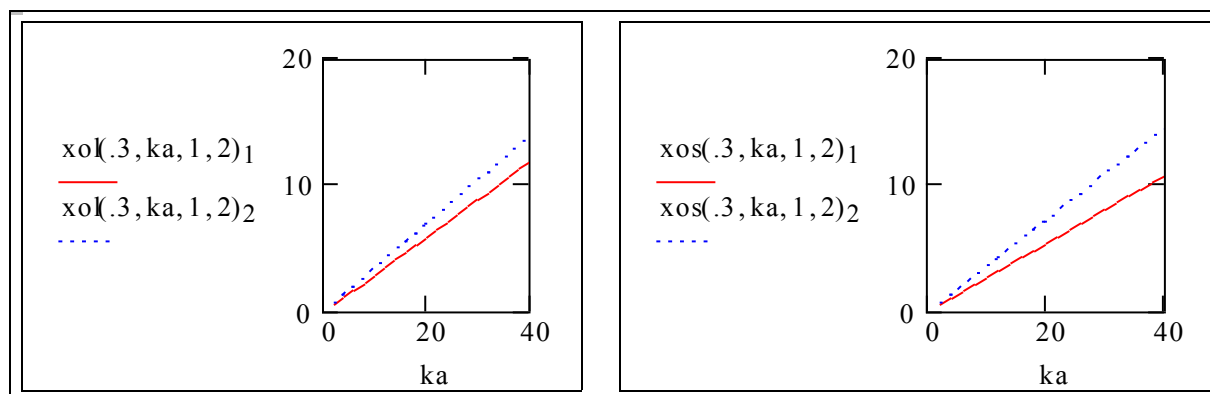 20
xol(.3,ka,1,2)1
10
xol(.3,ka,1,2)2
0
0 20 40
ka
20
xos(.3,ka,1,2)1
10
xos(.3,ka,1,2)2
0
0 20 40
ka